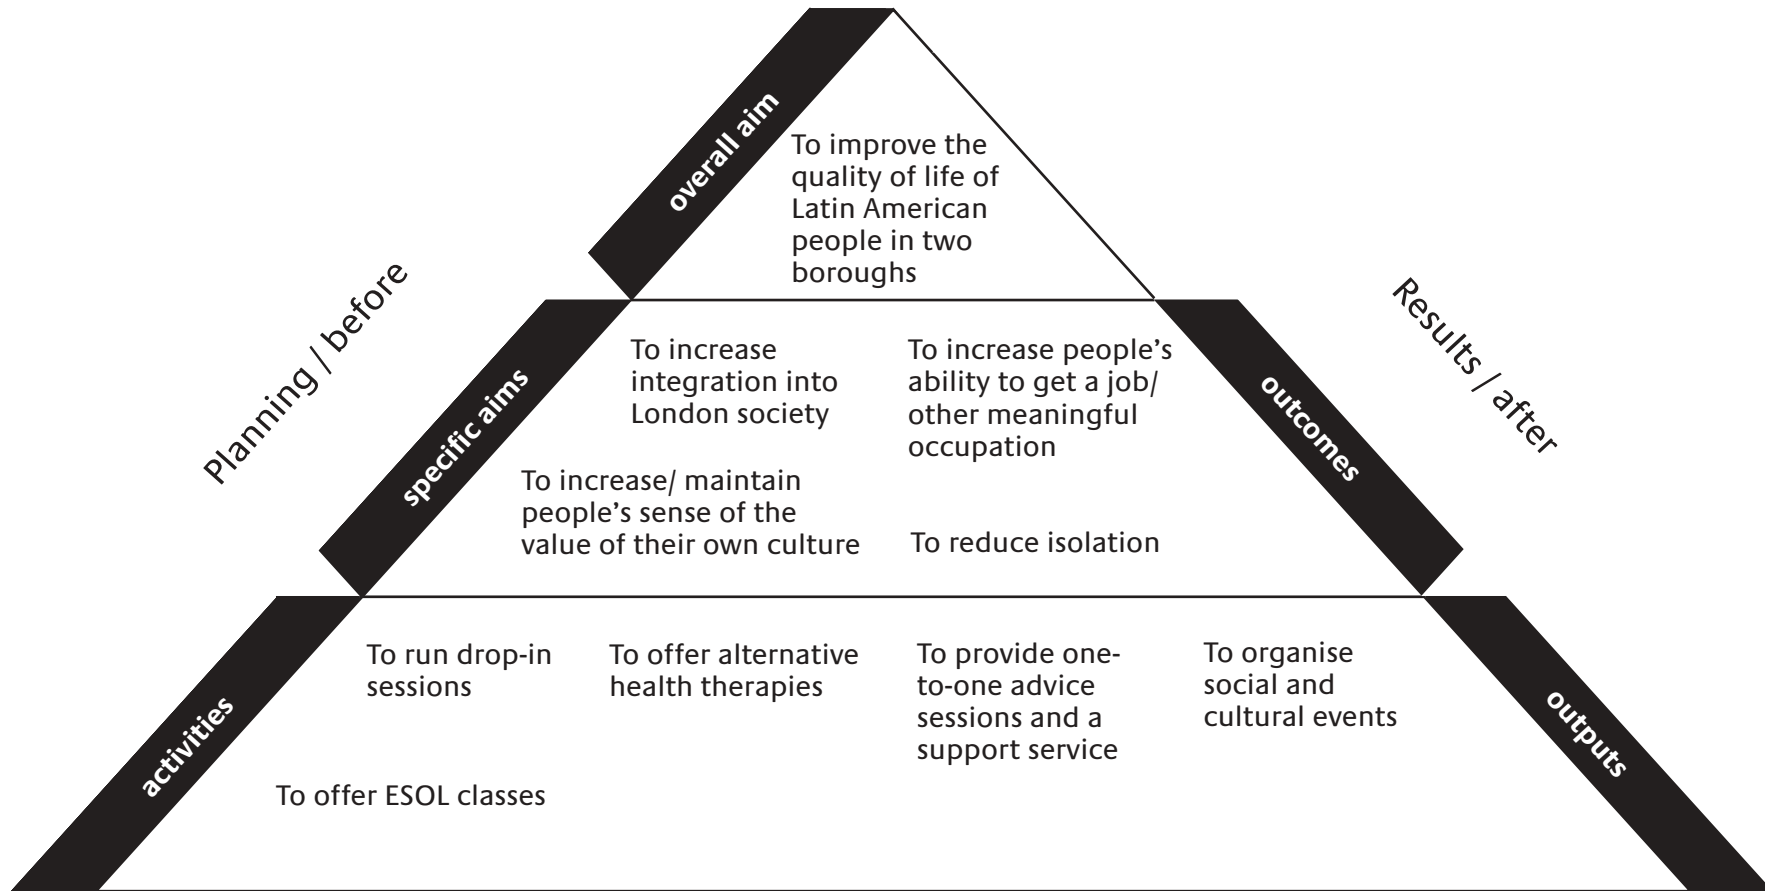 overall aim
To improve the
quality of life of
Latin American
people in two
boroughs
Planning / before
Results / after
specific aims
To increase
integration into
London society
To increase people’s
ability to get a job/
other meaningful
occupation
To increase/ maintain
people’s sense of the
value of their own culture
To reduce isolation
outcomes
activities
To run drop-in
sessions
To offer alternative
health therapies
To provide one-
to-one advice
sessions and a
support service
To organise
social and
cultural events
To offer ESOL classes
outputs